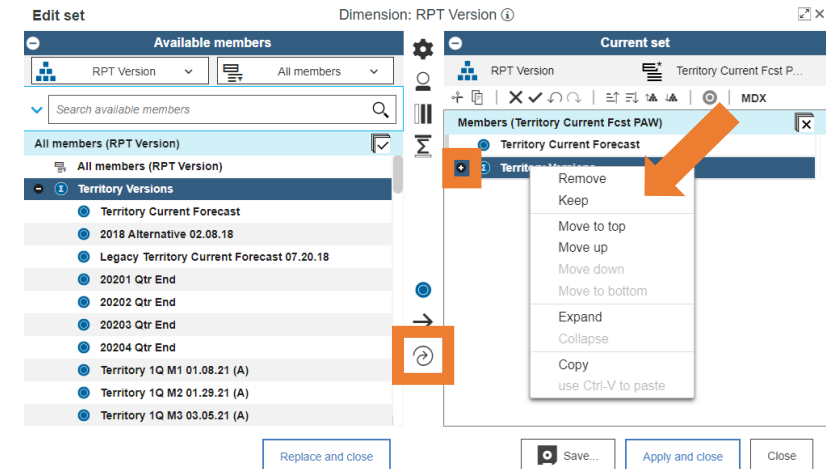 Edit set
Dimension: RPT Version
Available members
RPT Version
All members
Search available members
All members (RPT Version)
All members (RPT Version)
Territory Versions
Territory Current Forecast
2018 Alternative 02.08.18
Legacy Territory Current Forecast 07.20.18
20201 Qtr End
20202 Qtr End
20203 Qtr End
20204 Qtr End
Territory 1Q M1 01.08.21 (A)
Territory 1Q M2 01.29.21 (A)
Territory 1Q M3 03.05.21 (A)
Replace and close
Current set
RPT Version
Territory Current Fcst P...
MDX
Members (Territory Current Fcst PAW)
Territory Current Forecast
Remove
Keep
Move to top
Move up
Move down
Move to bottom
Expand
Collapse
Copy
use Ctrl-V to paste
Save...
Apply and close
Close